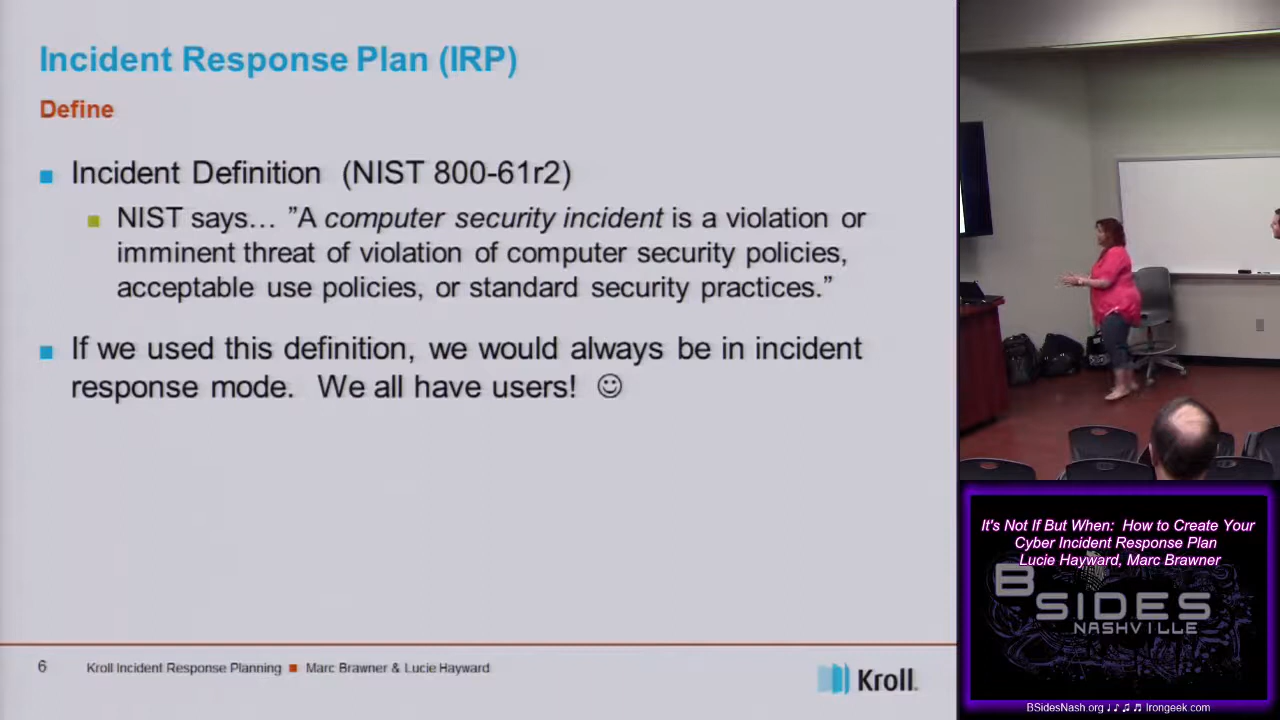 Incident Response Plan (IRP)
Define
Incident Definition (NIST 800-61r2)
NIST says… ”A computer security incident is a violation or
imminent threat of violation of computer security policies,
acceptable use policies, or standard security practices.”
If we used this definition, we would always be in incident
response mode. We all have users! ☺
6 Kroll Incident Response Planning ■ Marc Brawner & Lucie Hayward
Kroll.
It's Not If But When: How to Create Your
Cyber Incident Response Plan
Lucie Hayward, Marc Brawner
BSIDES
NASHVILLE
BSidesNash.org ♩ ♪ ♫ ♬ Irongeek.com